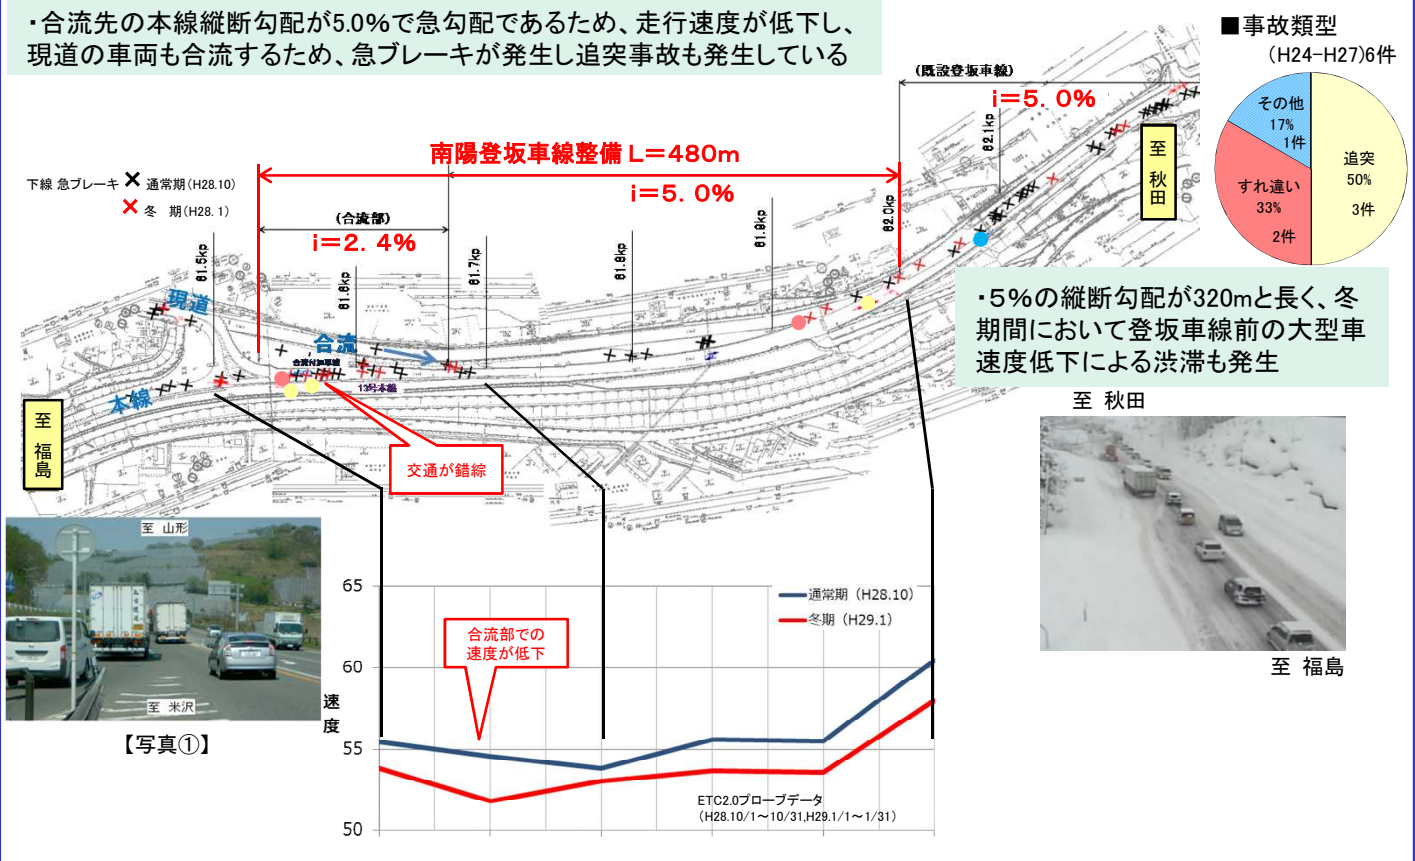 ・合流先の本線縦断勾配が5.0%で急勾配であるため、走行速度が低下し、
現道の車両も合流するため、急ブレーキが発生し追突事故も発生している
■事故類型
(H24-H27)6件
その他
17%
1件
追突
50%
3件
すれ違い
33%
2件
(既設登坂車線)
i=5.0%
南陽登坂車線整備 L=480m
i=5.0%
(合流部)
i=2.4%
下線 急ブレーキ ✕ 通常期(H28.10)
✕ 冬 期(H28.1)
61.5kp
61.6kp
61.7kp
61.8kp
61.9kp
62.0kp
62.1kp
至 秋田
現道
合流
合流付加車線
13号本線
本線
至 福島
交通が錯綜
・5%の縦断勾配が320mと長く、冬
期間において登坂車線前の大型車
速度低下による渋滞も発生
至 秋田
至 福島
至 山形
至 米沢
【写真①】
速度
65
60
55
50
通常期(H28.10)
冬期(H29.1)
合流部での
速度が低下
ETC2.0プローブデータ
(H28.10/1~10/31,H29.1/1~1/31)